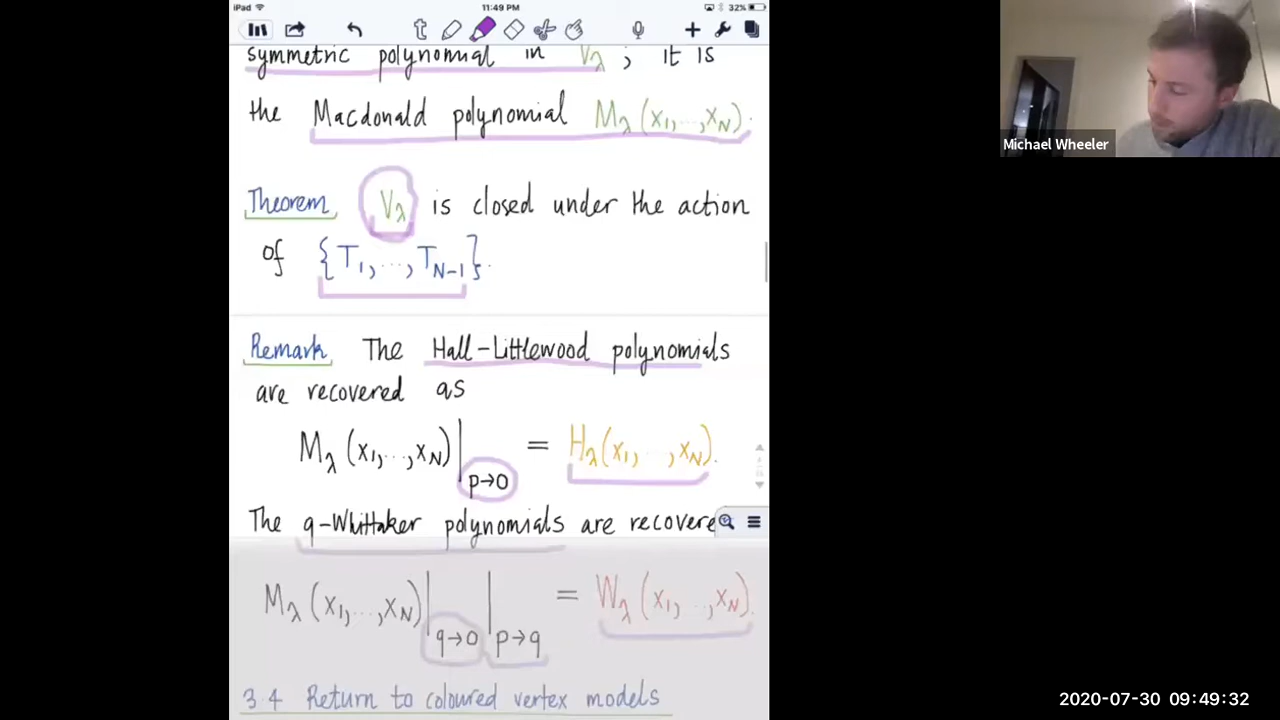 iPad
11:49 PM
32%
symmetric polynomial in Vλ ; it is
the Macdonald polynomial Mλ(x1,...,xN).
Theorem Vλ is closed under the action
of {T1,...,TN-1}.
Remark The Hall-Littlewood polynomials
are recovered as
Mλ(x1,...,xN)|p→0 = Hλ(x1,...,xN).
The q-Whittaker polynomials are recovere
Mλ(x1,...,xN)|q→0|p→q = Wλ(x1,...,xN).
3.4 Return to coloured vertex models
Michael Wheeler
2020-07-30 09:49:32